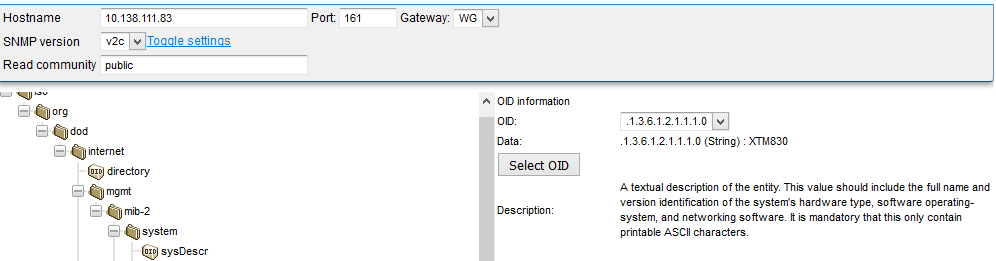 Hostname 10.138.111.83 Port: 161 Gateway: WG
SNMP version v2c Toggle settings
Read community public
iso
org
dod
internet
directory
mgmt
mib-2
system
sysDescr
OID information
OID: .1.3.6.1.2.1.1.1.0
Data: .1.3.6.1.2.1.1.1.0 (String) : XTM830
Select OID
Description: A textual description of the entity. This value should include the full name and
version identification of the system's hardware type, software operating-
system, and networking software. It is mandatory that this only contain
printable ASCII characters.